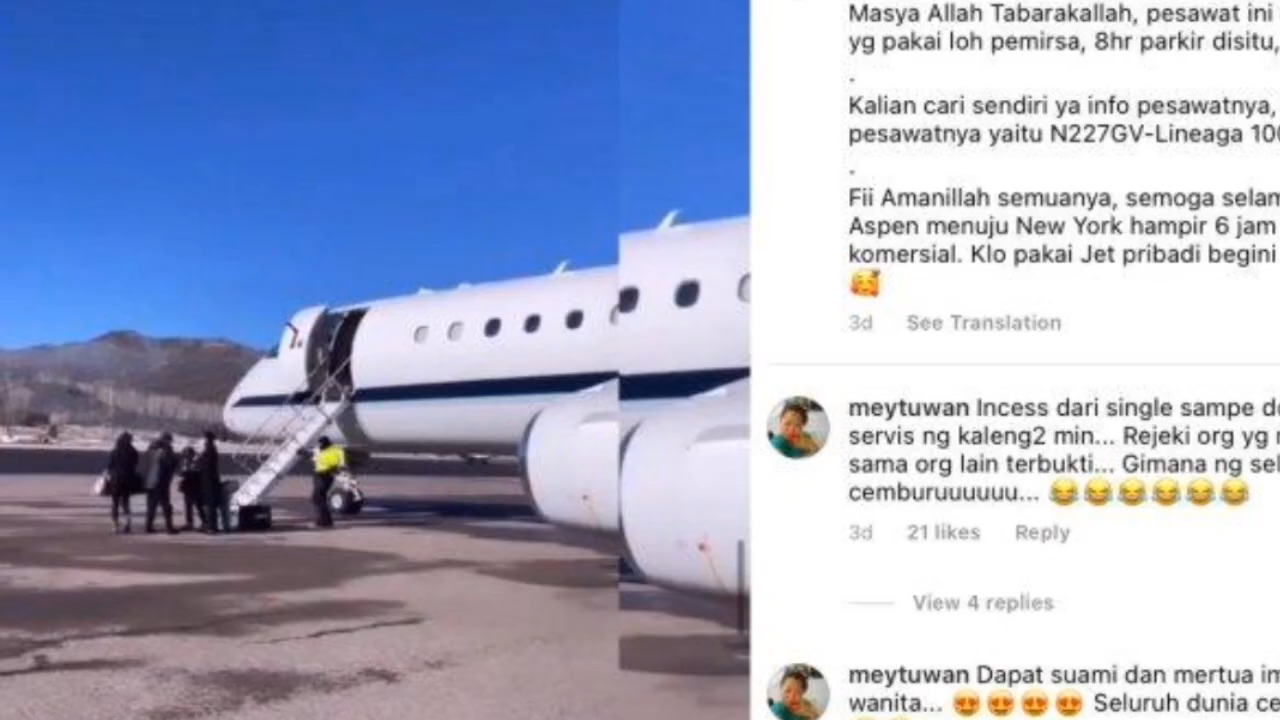 Masya Allah Tabarakallah, pesawat ini
yg pakai loh pemirsa, 8hr parkir disitu,
.
Kalian cari sendiri ya info pesawatnya,
pesawatnya yaitu N227GV-Lineaga
.
Fii Amanillah semuanya, semoga
Aspen menuju New York hampir 6 jam
komersial. Klo pakai Jet pribadi begini
🥰
3d See Translation
meytuwan Incess dari single sampe
servis ng kaleng2 min... Rejeki org yg
sama org lain terbukti... Gimana ng
cemburuuuuuu... 😂😂😂😂😂😂
3d 21 likes Reply
View 4 replies
meytuwan Dapat suami dan mertua
wanita... 😍😍😍😍 Seluruh dunia